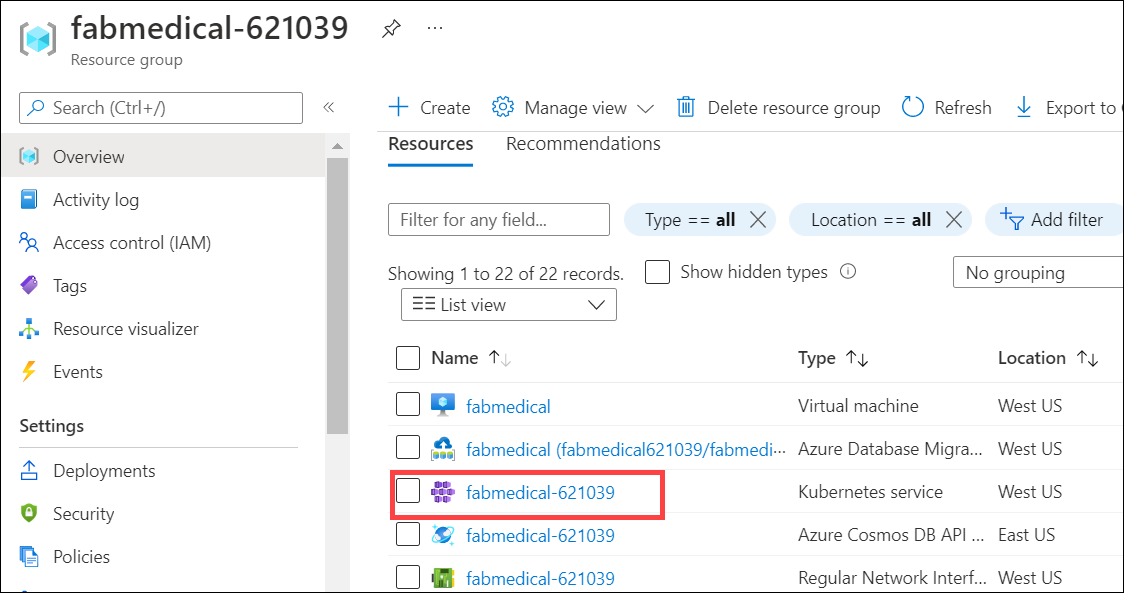 fabmedical-621039
Resource group
Search (Ctrl+/)
Overview
Activity log
Access control (IAM)
Tags
Resource visualizer
Events
Settings
Deployments
Security
Policies
Create Manage view Delete resource group Refresh Export to
Resources Recommendations
Filter for any field... Type == all Location == all Add filter
Showing 1 to 22 of 22 records. Show hidden types No grouping
List view
Name Type Location
fabmedical Virtual machine West US
fabmedical (fabmedical621039/fabmedi··· Azure Database Migra... West US
fabmedical-621039 Kubernetes service West US
fabmedical-621039 Azure Cosmos DB API ... East US
fabmedical-621039 Regular Network Interf... West US